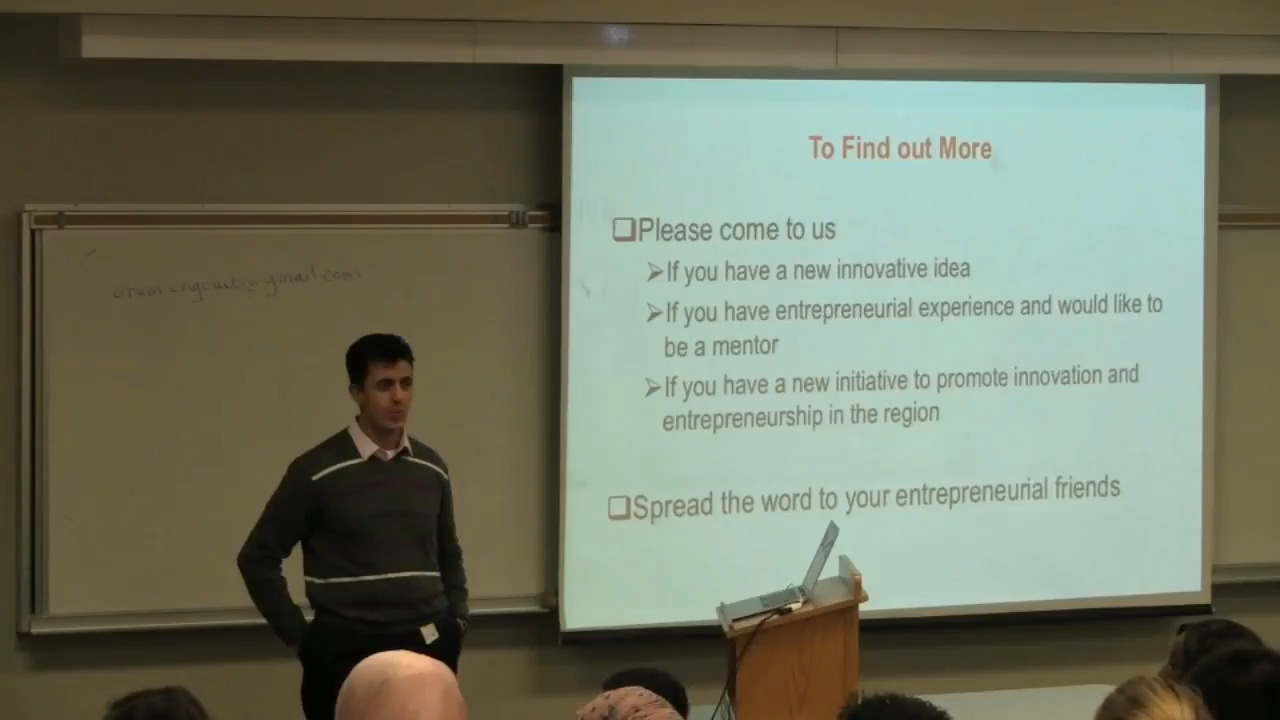 To Find out More
Please come to us
If you have a new innovative idea
If you have entrepreneurial experience and would like to
be a mentor
If you have a new initiative to promote innovation and
entrepreneurship in the region
Spread the word to your entrepreneurial friends